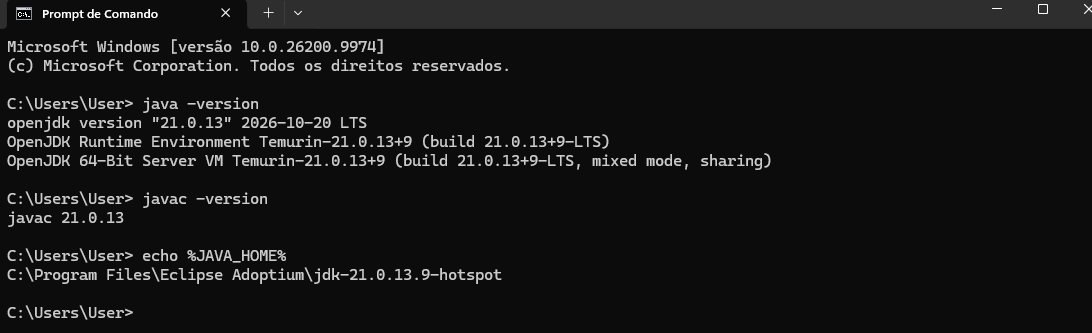 Prompt de Comando
Microsoft Windows [versão 10.0.26200.9974]
(c) Microsoft Corporation. Todos os direitos reservados.
C:\Users\User> java -version
openjdk version "21.0.13" 2026-10-20 LTS
OpenJDK Runtime Environment Temurin-21.0.13+9 (build 21.0.13+9-LTS)
OpenJDK 64-Bit Server VM Temurin-21.0.13+9 (build 21.0.13+9-LTS, mixed mode, sharing)
C:\Users\User> javac -version
javac 21.0.13
C:\Users\User> echo %JAVA_HOME%
C:\Program Files\Eclipse Adoptium\jdk-21.0.13.9-hotspot
C:\Users\User>